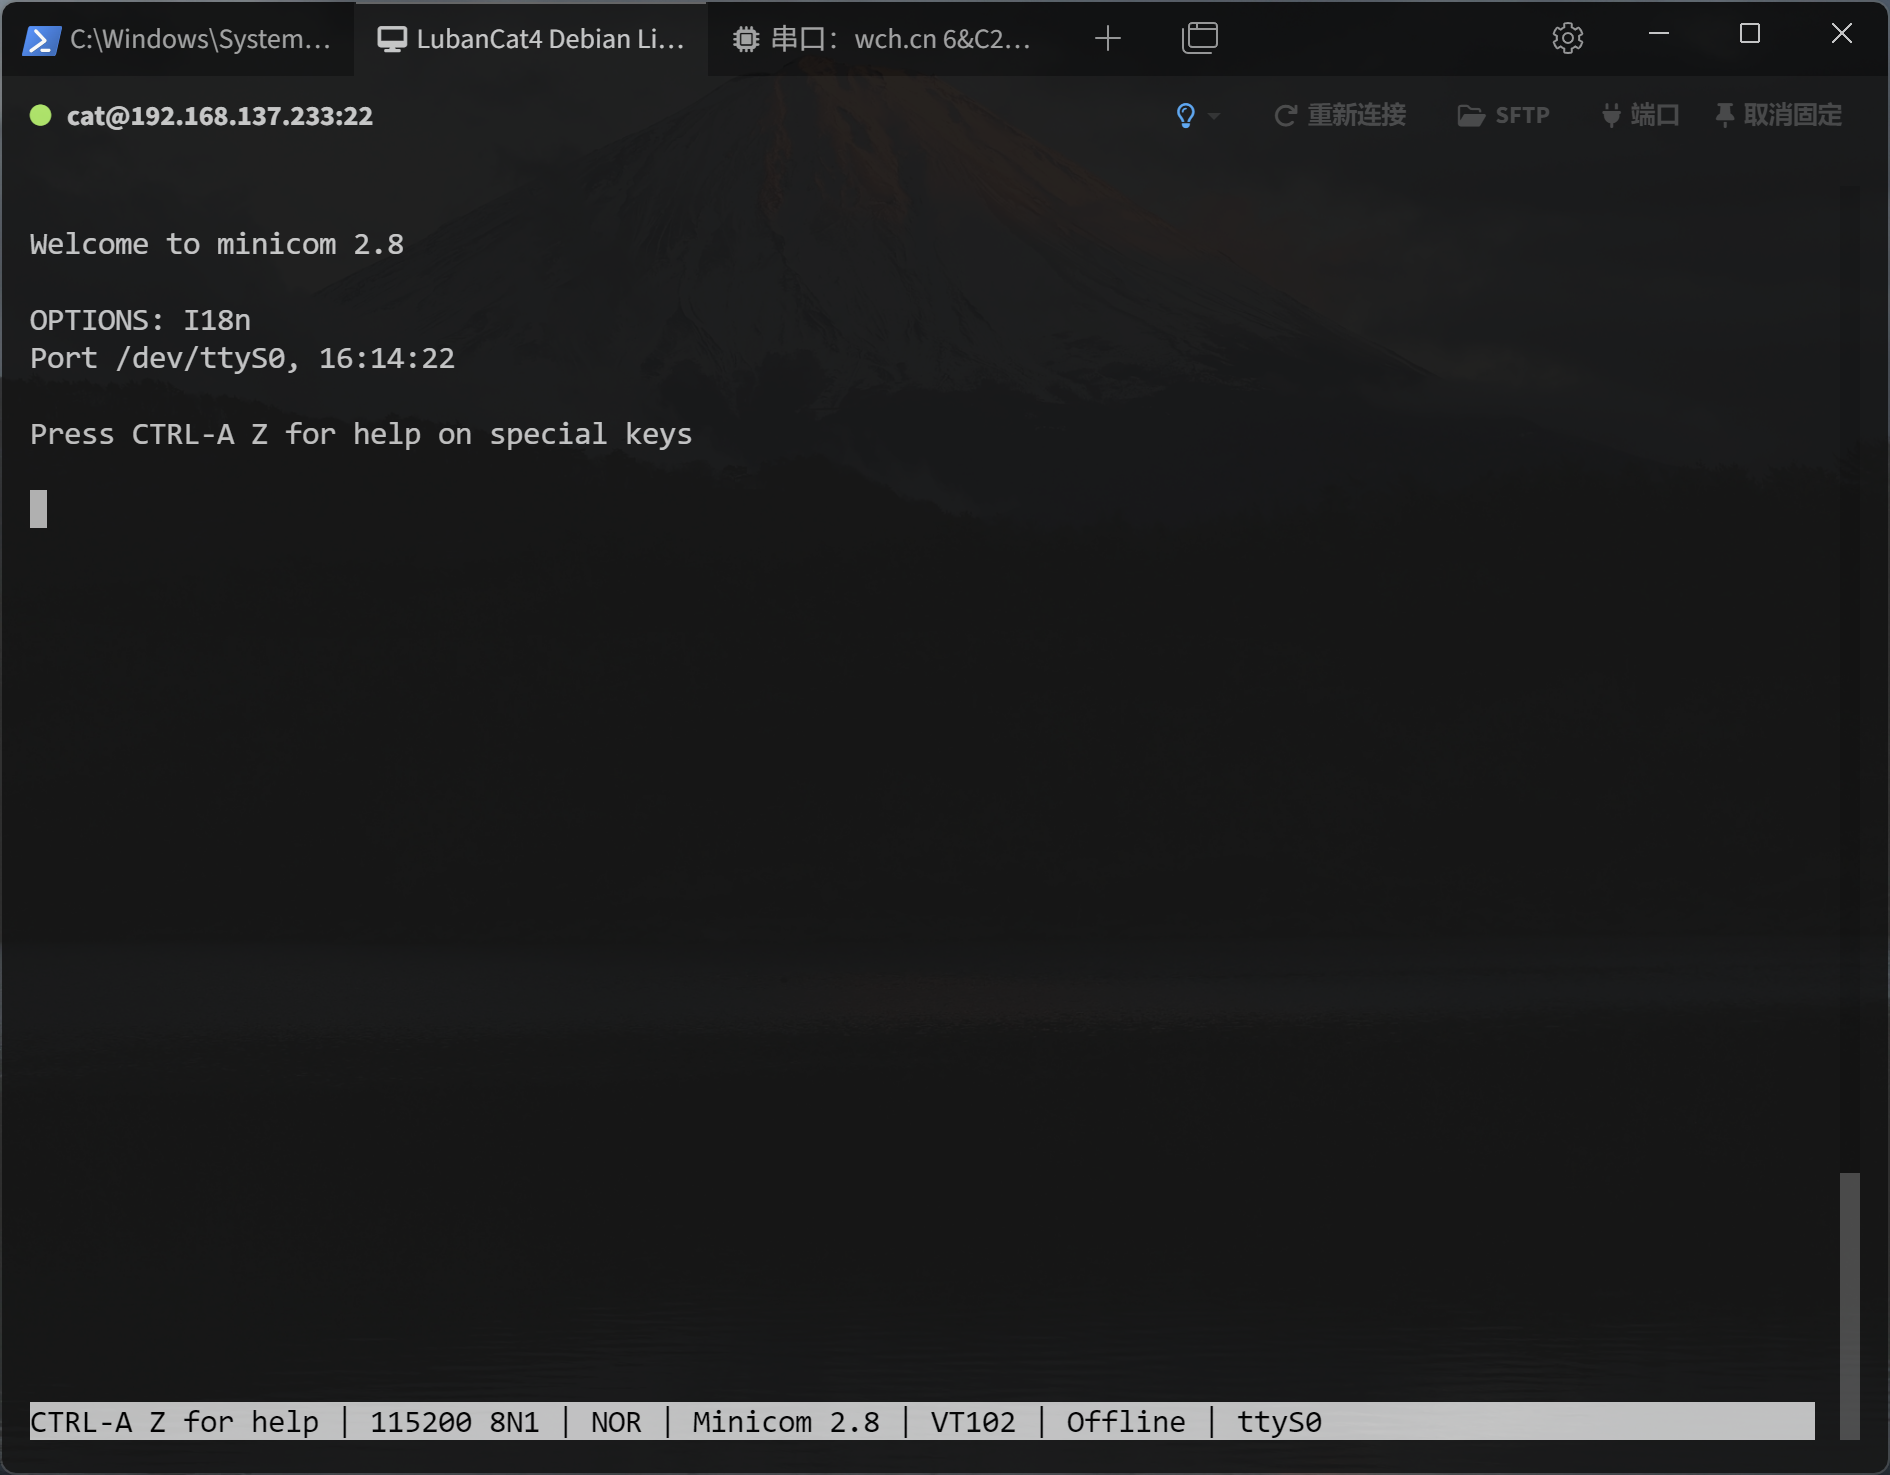 C:\Windows\System...
LubanCat4 Debian Li...
串口：wch.cn 6&C2...
cat@192.168.137.233:22
重新连接
SFTP
端口
取消固定
Welcome to minicom 2.8
OPTIONS: I18n
Port /dev/ttyS0, 16:14:22
Press CTRL-A Z for help on special keys
CTRL-A Z for help | 115200 8N1 | NOR | Minicom 2.8 | VT102 | Offline | ttyS0